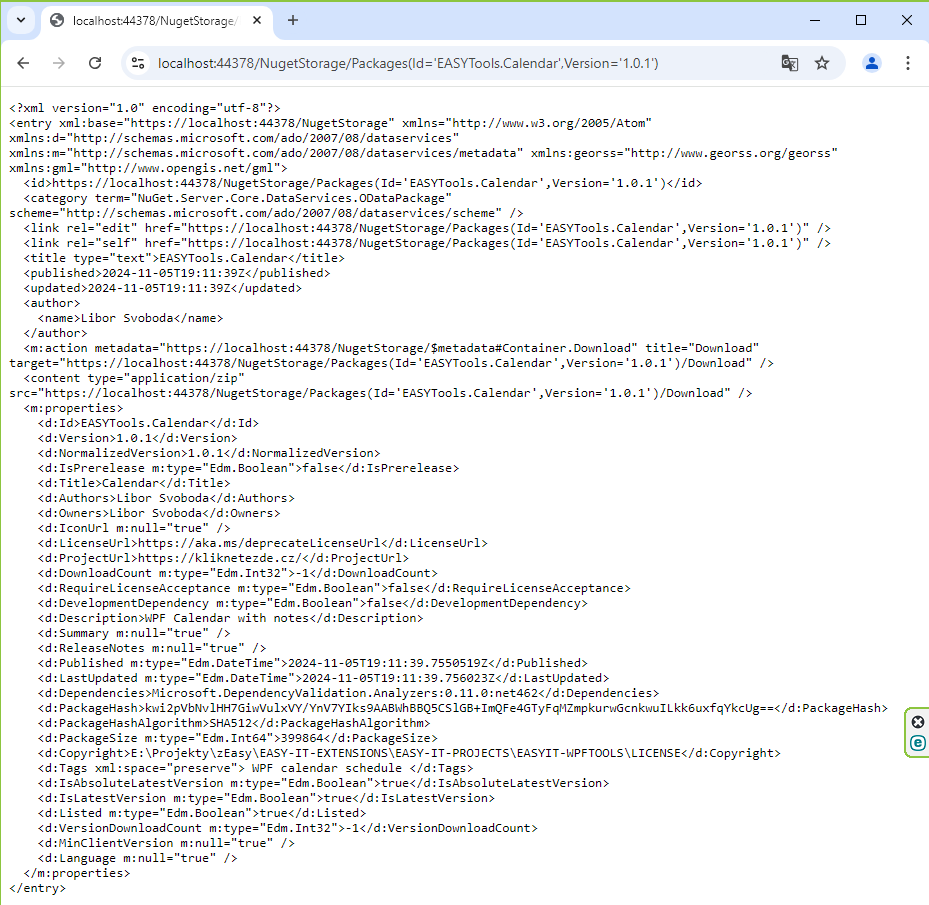 localhost:44378/NugetStorage/
localhost:44378/NugetStorage/Packages(Id='EASYTools.Calendar',Version='1.0.1')
<?xml version="1.0" encoding="utf-8"?>
<entry xml:base="https://localhost:44378/NugetStorage" xmlns="http://www.w3.org/2005/Atom"
xmlns:d="http://schemas.microsoft.com/ado/2007/08/dataservices"
xmlns:m="http://schemas.microsoft.com/ado/2007/08/dataservices/metadata" xmlns:georss="http://www.georss.org/georss"
xmlns:gml="http://www.opengis.net/gml">
<id>https://localhost:44378/NugetStorage/Packages(Id='EASYTools.Calendar',Version='1.0.1')</id>
<category term="NuGet.Server.Core.DataServices.ODataPackage"
scheme="http://schemas.microsoft.com/ado/2007/08/dataservices/scheme" />
<link rel="edit" href="https://localhost:44378/NugetStorage/Packages(Id='EASYTools.Calendar',Version='1.0.1')" />
<link rel="self" href="https://localhost:44378/NugetStorage/Packages(Id='EASYTools.Calendar',Version='1.0.1')" />
<title type="text">EASYTools.Calendar</title>
<published>2024-11-05T19:11:39Z</published>
<updated>2024-11-05T19:11:39Z</updated>
<author>
<name>Libor Svoboda</name>
</author>
<m:action metadata="https://localhost:44378/NugetStorage/$metadata#Container.Download" title="Download"
target="https://localhost:44378/NugetStorage/Packages(Id='EASYTools.Calendar',Version='1.0.1')/Download" />
<content type="application/zip"
src="https://localhost:44378/NugetStorage/Packages(Id='EASYTools.Calendar',Version='1.0.1')/Download" />
<m:properties>
<d:Id>EASYTools.Calendar</d:Id>
<d:Version>1.0.1</d:Version>
<d:NormalizedVersion>1.0.1</d:NormalizedVersion>
<d:IsPrerelease m:type="Edm.Boolean">false</d:IsPrerelease>
<d:Title>Calendar</d:Title>
<d:Authors>Libor Svoboda</d:Authors>
<d:Owners>Libor Svoboda</d:Owners>
<d:IconUrl m:null="true" />
<d:LicenseUrl>https://aka.ms/deprecateLicenseUrl</d:LicenseUrl>
<d:ProjectUrl>https://kliknetezde.cz/</d:ProjectUrl>
<d:DownloadCount m:type="Edm.Int32">-1</d:DownloadCount>
<d:RequireLicenseAcceptance m:type="Edm.Boolean">false</d:RequireLicenseAcceptance>
<d:DevelopmentDependency m:type="Edm.Boolean">false</d:DevelopmentDependency>
<d:Description>WPF Calendar with notes</d:Description>
<d:Summary m:null="true" />
<d:ReleaseNotes m:null="true" />
<d:Published m:type="Edm.DateTime">2024-11-05T19:11:39.7550519Z</d:Published>
<d:LastUpdated m:type="Edm.DateTime">2024-11-05T19:11:39.756023Z</d:LastUpdated>
<d:Dependencies>Microsoft.DependencyValidation.Analyzers:0.11.0:net462</d:Dependencies>
<d:PackageHash>kwi2pVbNvlHH7GiwVulxVY/YnV7YIks9AABWhBBQ5CSlGB+ImQFe4GTyFqMZmpkurwGcnkwuILkk6uxfqYkcUg==</d:PackageHash>
<d:PackageHashAlgorithm>SHA512</d:PackageHashAlgorithm>
<d:PackageSize m:type="Edm.Int64">399864</d:PackageSize>
<d:Copyright>E:\Projekty\zEasy\EASY-IT-EXTENSIONS\EASY-IT-PROJECTS\EASYIT-WPFTOOLS\LICENSE</d:Copyright>
<d:Tags xml:space="preserve"> WPF calendar schedule </d:Tags>
<d:IsAbsoluteLatestVersion m:type="Edm.Boolean">true</d:IsAbsoluteLatestVersion>
<d:IsLatestVersion m:type="Edm.Boolean">true</d:IsLatestVersion>
<d:Listed m:type="Edm.Boolean">true</d:Listed>
<d:VersionDownloadCount m:type="Edm.Int32">-1</d:VersionDownloadCount>
<d:MinClientVersion m:null="true" />
<d:Language m:null="true" />
</m:properties>
</entry>